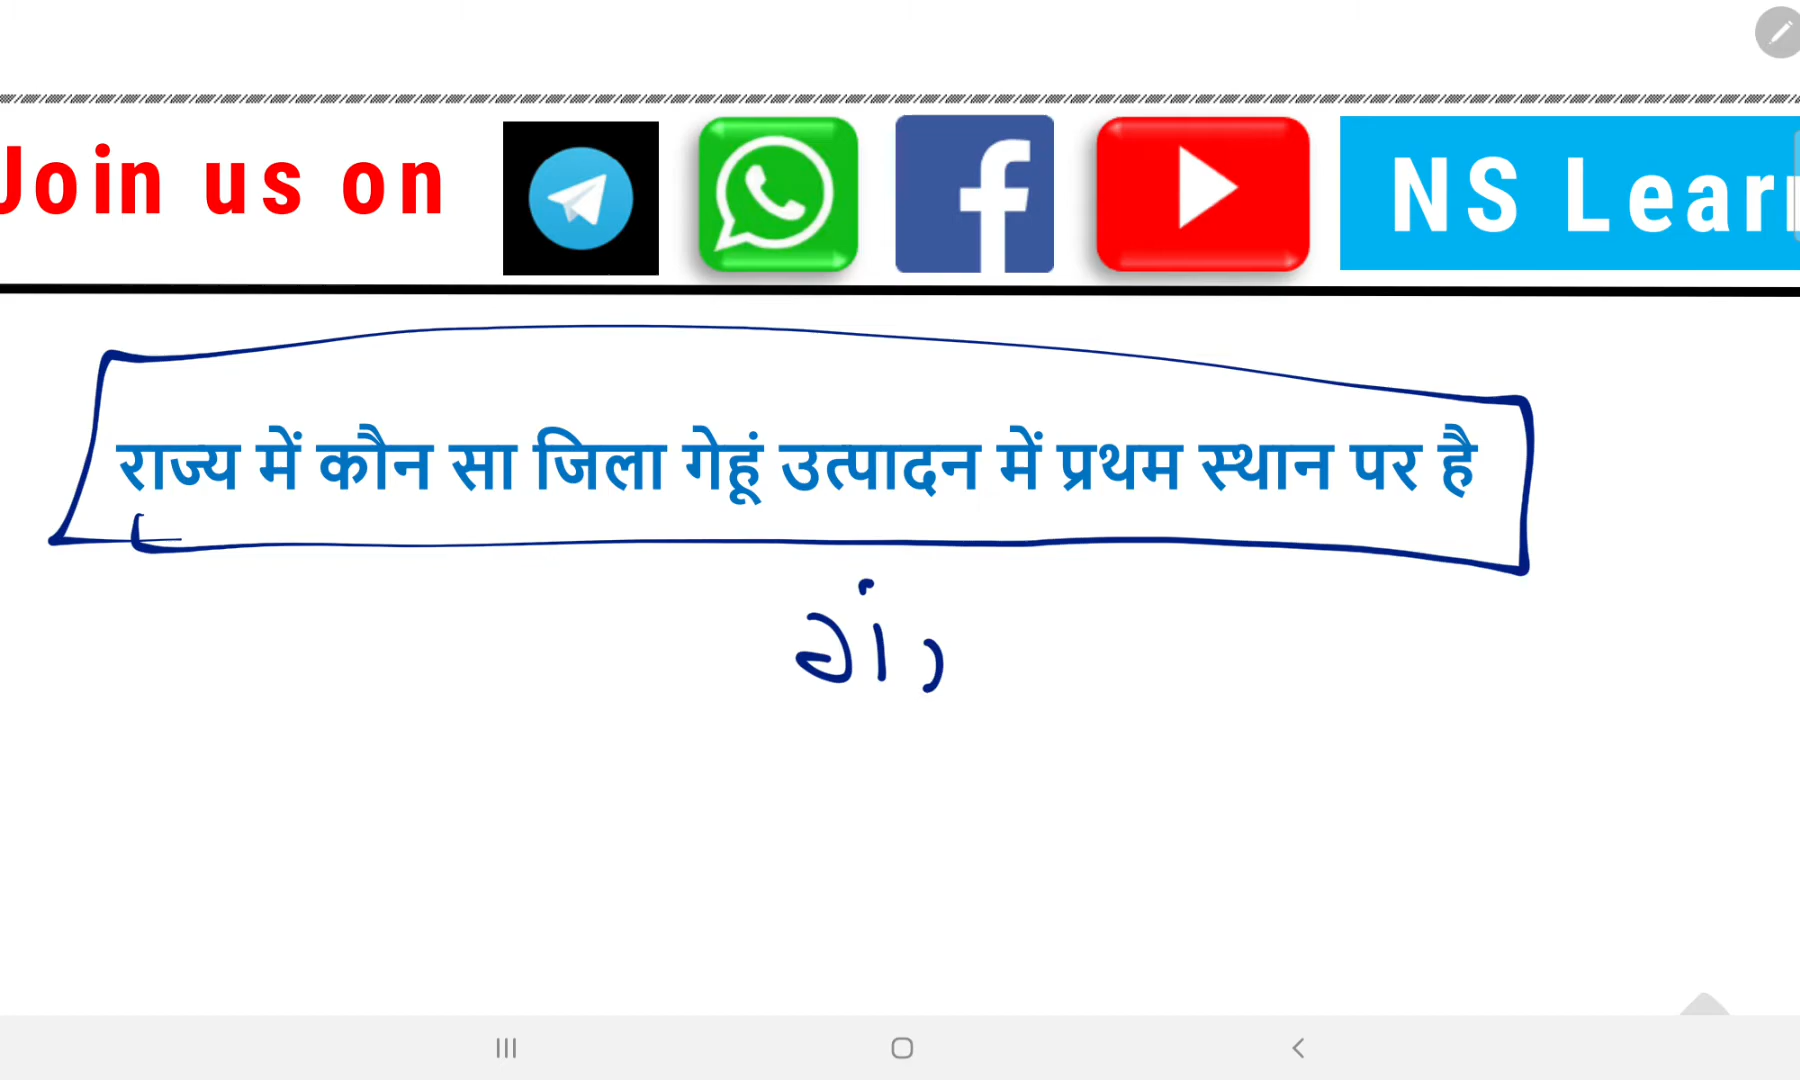 Join us on
NS Lear
राज्य में कौन सा जिला गेहूं उत्पादन में प्रथम स्थान पर है